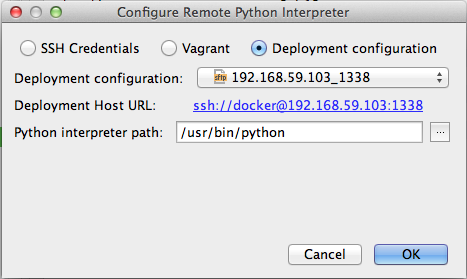 Configure Remote Python Interpreter
SSH Credentials Vagrant Deployment configuration
Deployment configuration: sftp 192.168.59.103_1338
Deployment Host URL: ssh://docker@192.168.59.103:1338
Python interpreter path: /usr/bin/python ...
Cancel OK